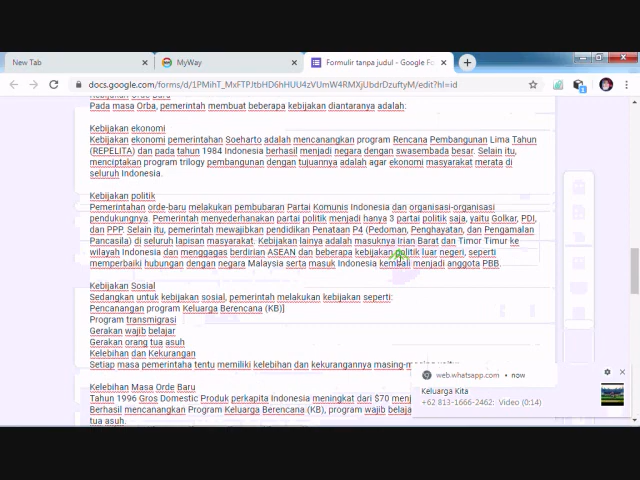 New Tab
MyWay
Formulir tanpa judul - Google Fo
docs.google.com/forms/d/1PMihT_MxFTPJtbHD6hHUU4zVUmW4RMXjUbdrDzuftyM/edit?hl=id
Kebijakan Orde Baru
Pada masa Orba, pemerintah membuat beberapa kebijakan diantaranya adalah:
Kebijakan ekonomi
Kebijakan ekonomi pemerintahan Soeharto adalah mencanangkan program Rencana Pembangunan Lima Tahun
(REPELITA) dan pada tahun 1984 Indonesia berhasil menjadi negara dengan swasembada besar. Selain itu,
menciptakan program trilogy pembangunan dengan tujuannya adalah agar ekonomi masyarakat merata di
seluruh Indonesia.
Kebijakan politik
Pemerintahan orde-baru melakukan pembubaran Partai Komunis Indonesia dan organisasi-organisasi
pendukungnya. Pemerintah menyederhanakan partai politik menjadi hanya 3 partai politik saja, yaitu Golkar, PDI,
dan PPP. Selain itu, pemerintah mewajibkan pendidikan Penataan P4 (Pedoman, Penghayatan, dan Pengamalan
Pancasila) di seluruh lapisan masyarakat. Kebijakan lainya adalah masuknya Irian Barat dan Timor Timur ke
wilayah Indonesia dan menggagas berdirian ASEAN dan beberapa kebijakan politik luar negeri, seperti
memperbaiki hubungan dengan negara Malaysia serta masuk Indonesia kembali menjadi anggota PBB.
Kebijakan Sosial
Sedangkan untuk kebijakan sosial, pemerintah melakukan kebijakan seperti:
Pencanangan program Keluarga Berencana (KB)]
Program transmigrasi
Gerakan wajib belajar
Gerakan orang tua asuh
Kelebihan dan Kekurangan
Setiap masa pemerintaha tentu memiliki kelebihan dan kekurangannya masing-masing
Kelebihan Masa Orde Baru
Tahun 1996 Gros Domestic Produk perkapita Indonesia meningkat dari $70 menj
Berhasil mencanangkan Program Keluarga Berencana (KB), program wajib belaja
tua asuh.
web.whatsapp.com • now
Keluarga Kita
+62 813-1666-2462: Video (0:14)